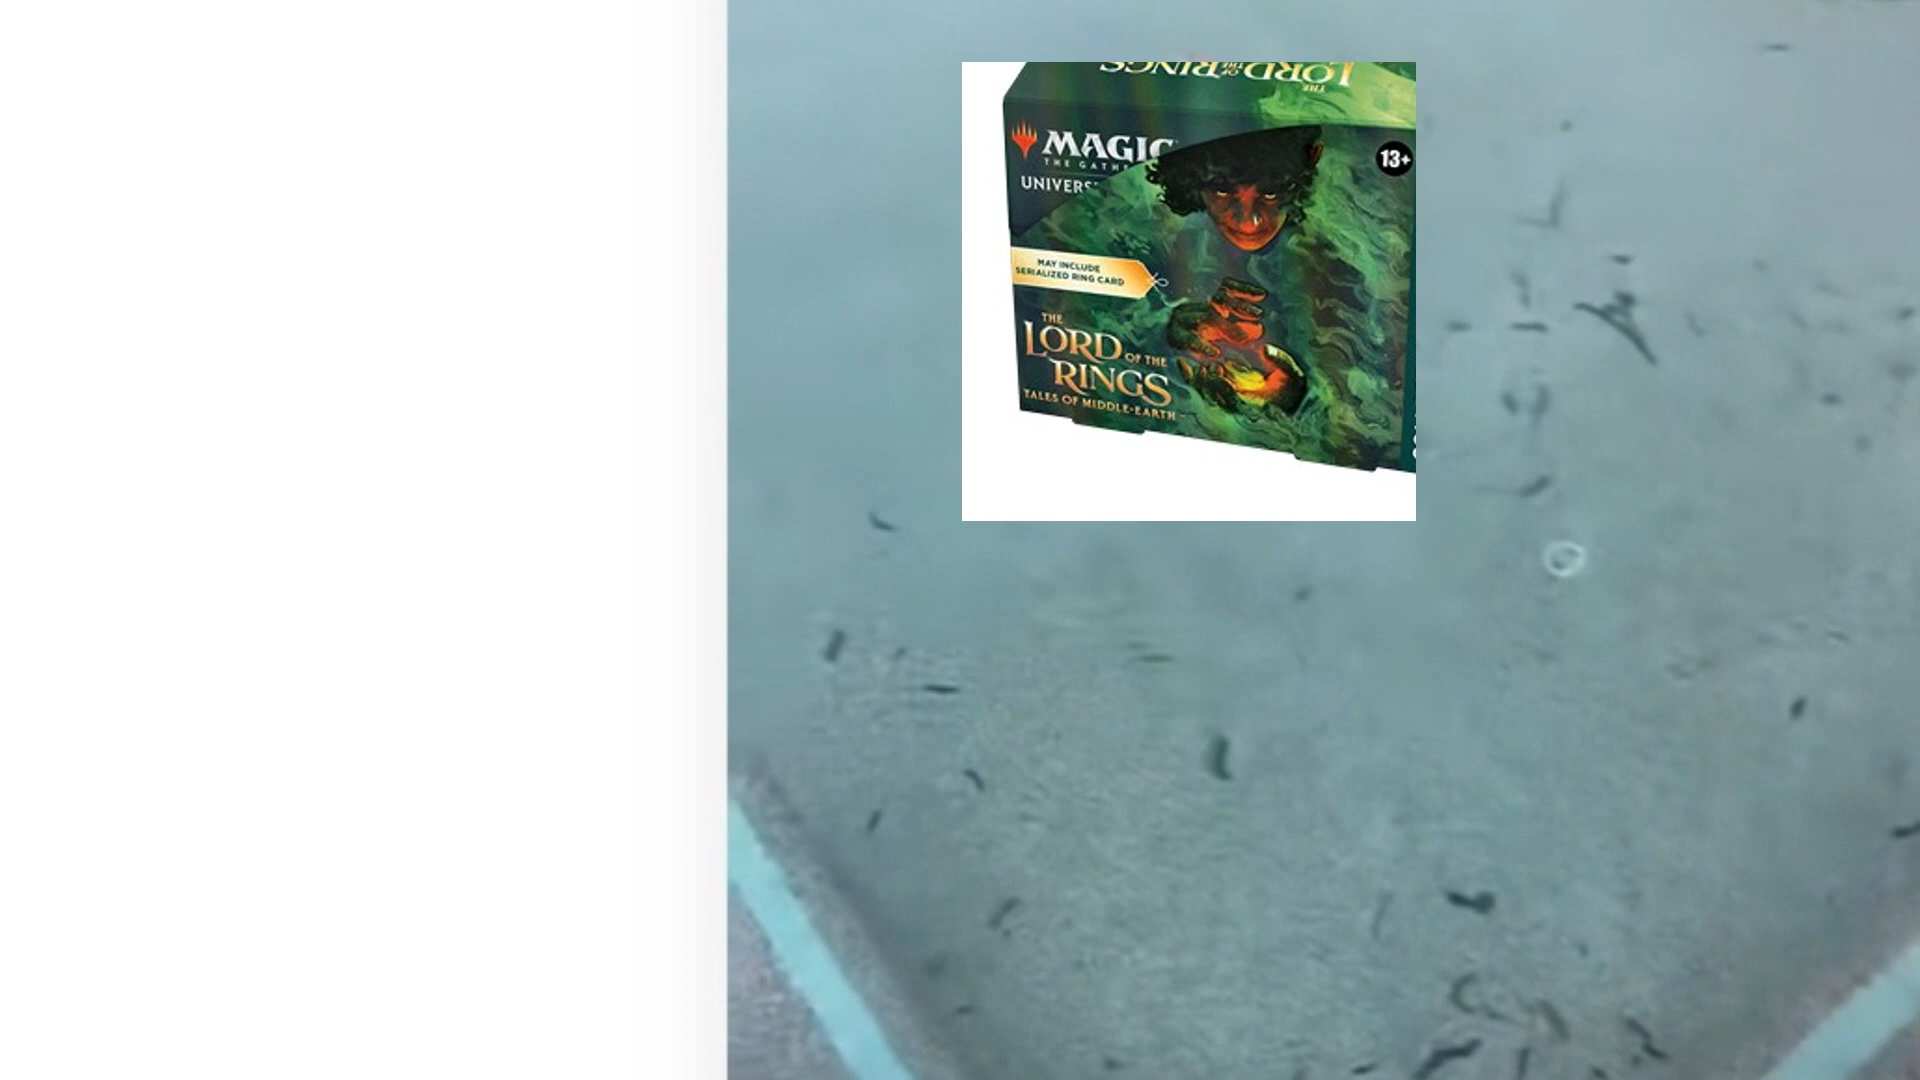 THE
LORD OF THE RINGS
MAGIC
THE GATH
UNIVERS
13+
MAY INCLUDE
SERIALIZED RING CARD
THE
LORD OF THE
RINGS
TALES OF MIDDLE-EARTH